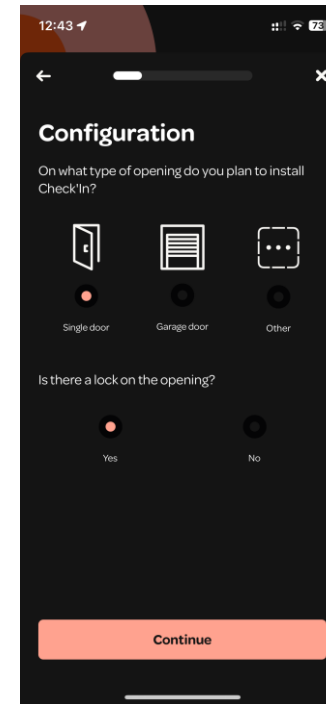 12:43
73
Configuration
On what type of opening do you plan to install
Check'In?
Single door
Garage door
Other
Is there a lock on the opening?
Yes
No
Continue